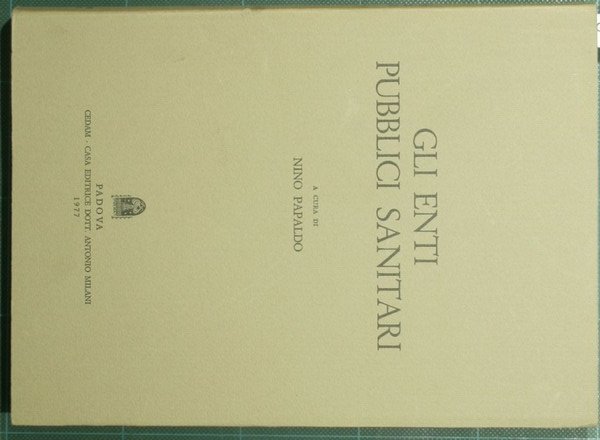 GLI ENTI
PUBBLICI SANITARI
A CURA DI
NINO PAPALDO
PADOVA
CEDAM - CASA EDITRICE DOTT. ANTONIO MILANI
1977